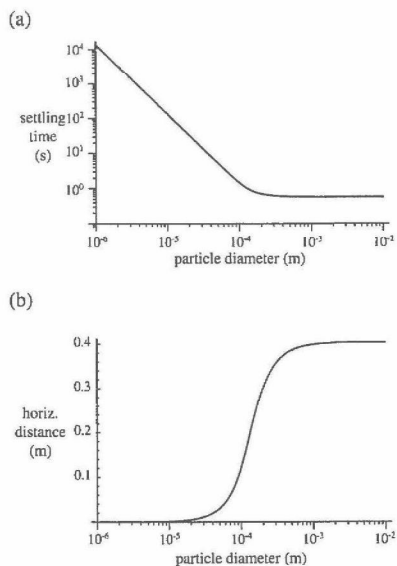 (a)
10⁴
10³
settling 10²
time
(s)
10¹
10⁰
10⁻⁶ 10⁻⁵ 10⁻⁴ 10⁻³ 10⁻²
particle diameter (m)
(b)
0.4
0.3
horiz.
distance 0.2
(m)
0.1
10⁻⁶ 10⁻⁵ 10⁻⁴ 10⁻³ 10⁻²
particle diameter (m)